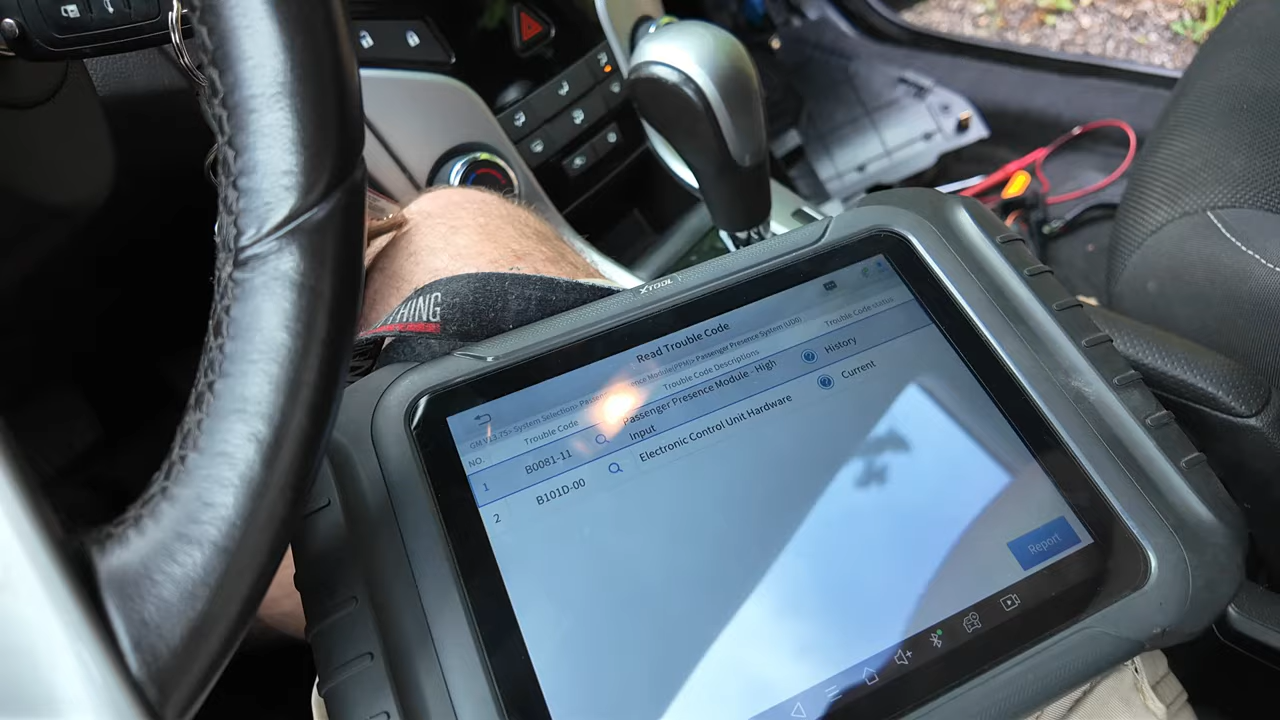 THING
XTOOL
Read Trouble Code
GM V13.75> System Selection> Passenger Presence Module(PPM)> Passenger Presence System (UDS)
NO. Trouble Code Trouble Code Descriptions Trouble Code status
1 B0081-11 Passenger Presence Module - High Input History
2 B101D-00 Electronic Control Unit Hardware Current
Report